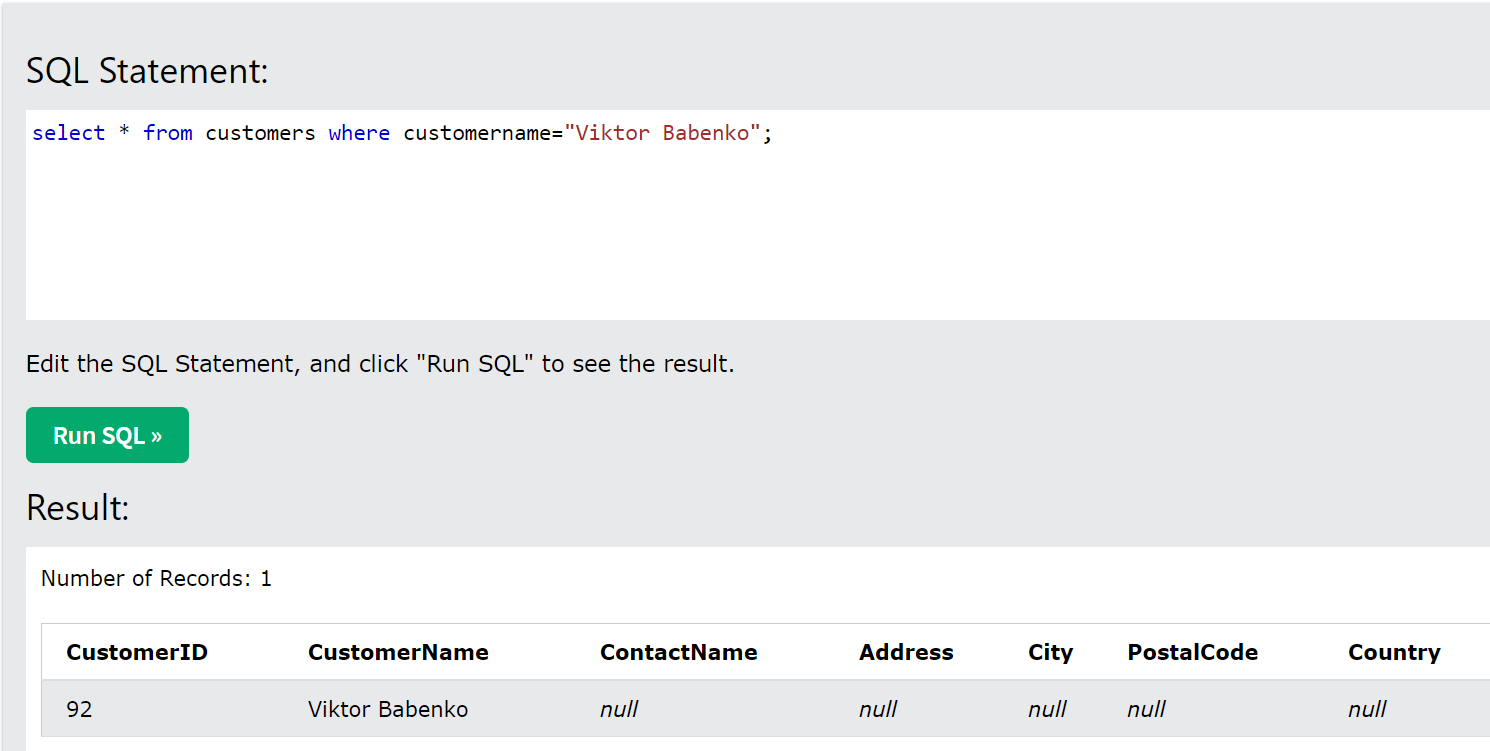 SQL Statement:
select * from customers where customername="Viktor Babenko";
Edit the SQL Statement, and click "Run SQL" to see the result.
Run SQL »
Result:
Number of Records: 1
CustomerID CustomerName ContactName Address City PostalCode Country
92 Viktor Babenko null null null null null